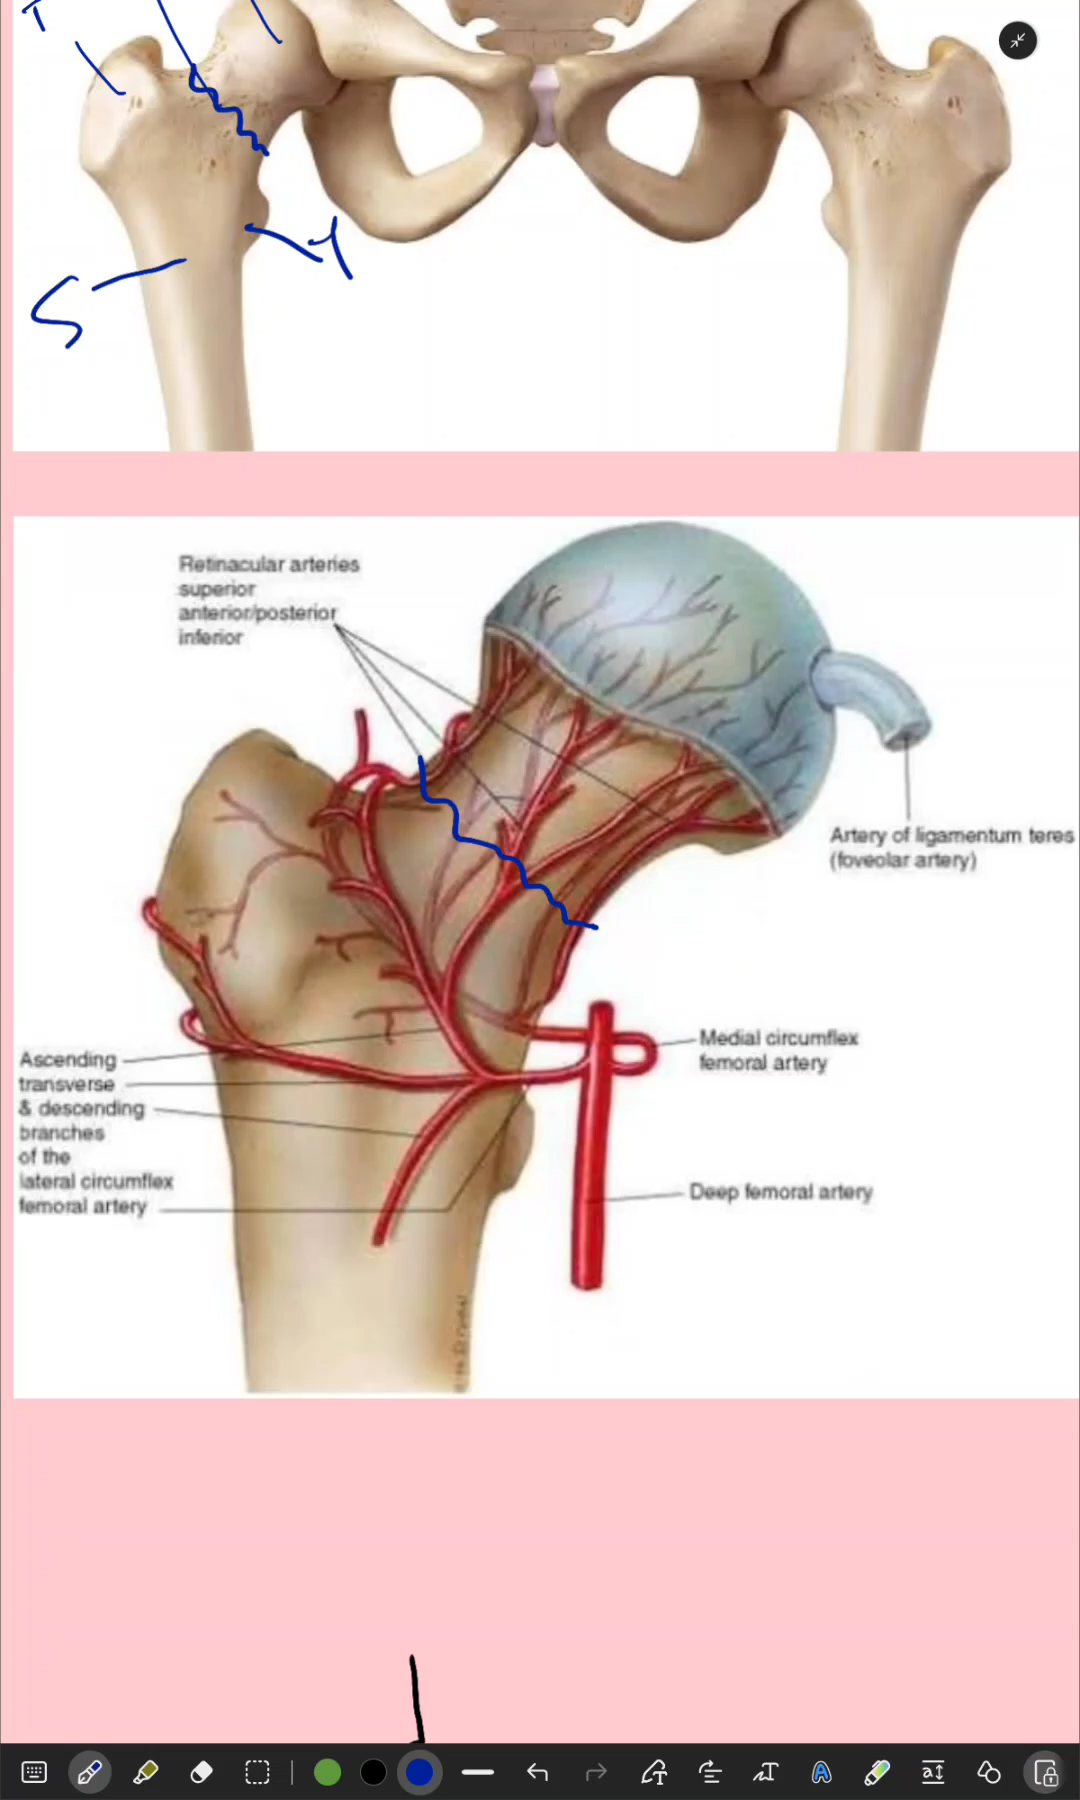 T
Y
S
Retinacular arteries
superior
anterior/posterior
inferior
Artery of ligamentum teres
(foveolar artery)
Medial circumflex
femoral artery
Ascending
transverse
& descending
branches
of the
lateral circumflex
femoral artery
Deep femoral artery